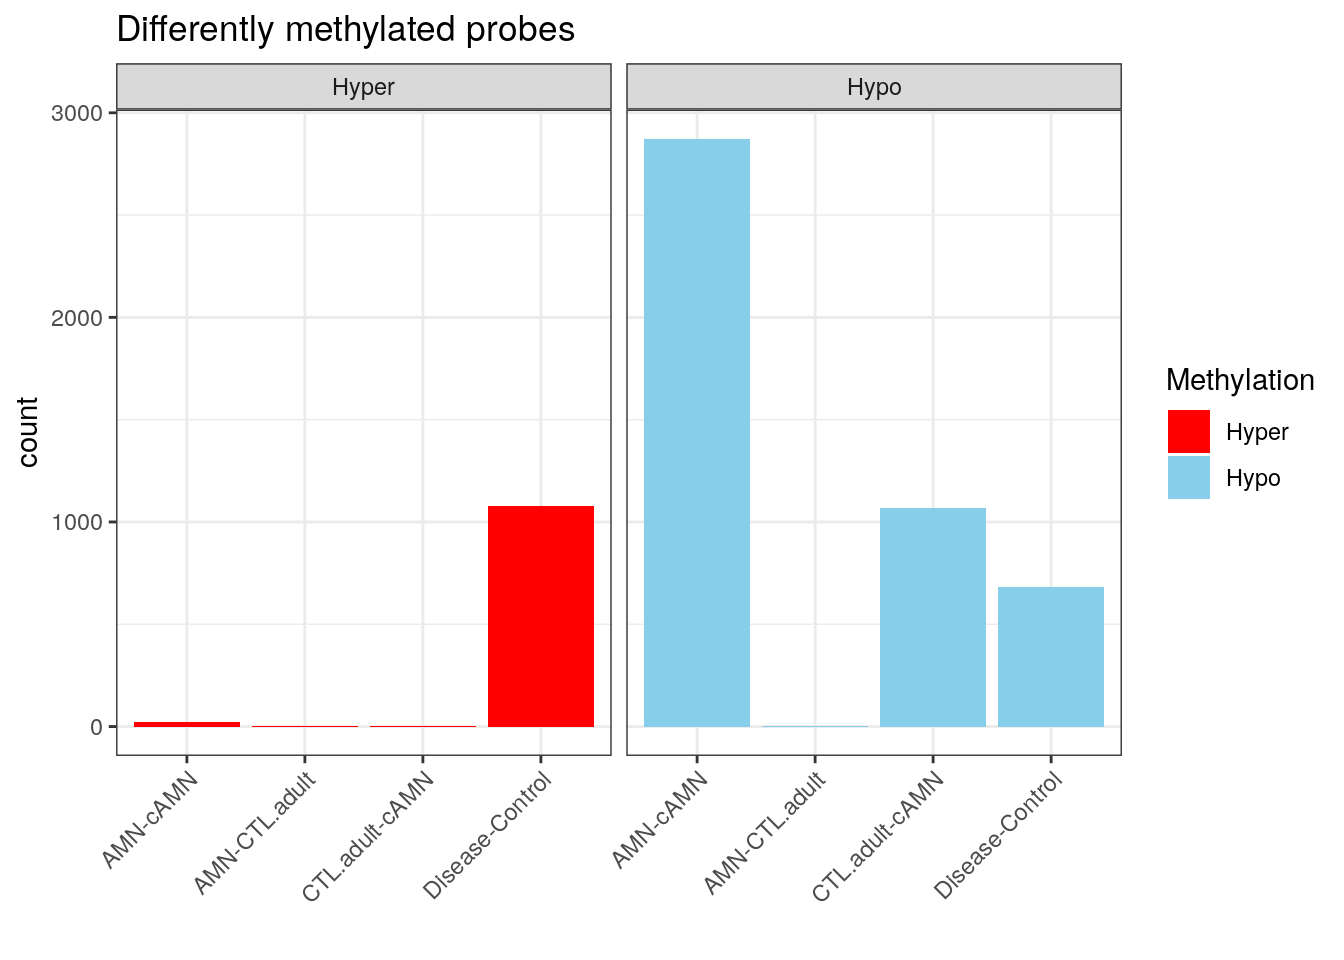 Differently methylated probes
Hyper
Hypo
3000
2000
1000
0
count
AMN-cAMN
AMN-CTL.adult
CTL.adult-cAMN
Disease-Control
AMN-cAMN
AMN-CTL.adult
CTL.adult-cAMN
Disease-Control
Methylation
Hyper
Hypo